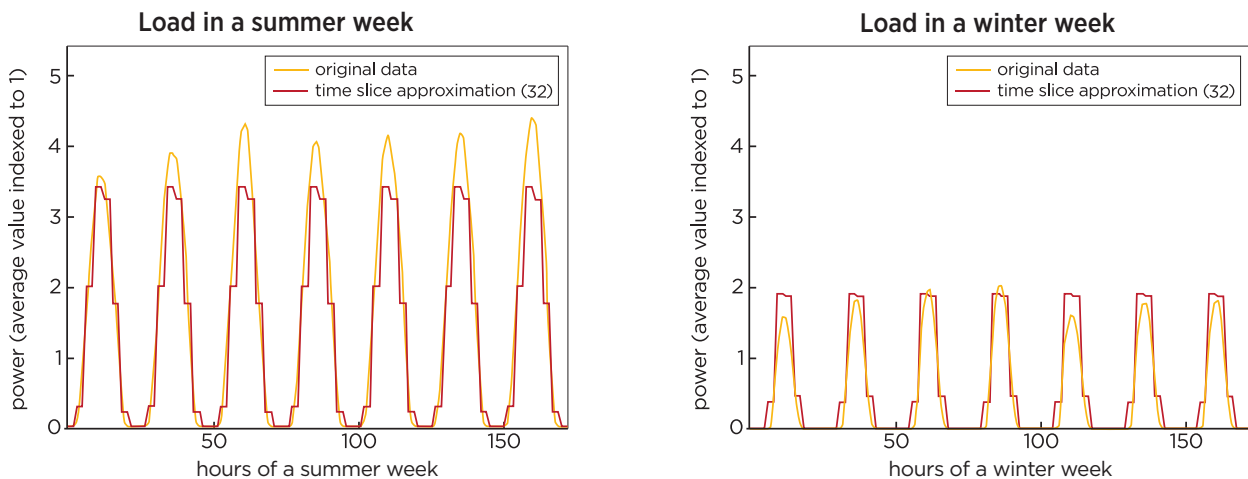 Load in a summer week
power (average value indexed to 1)
5
4
3
2
1
0
original data
time slice approximation (32)
50
100
150
hours of a summer week
Load in a winter week
power (average value indexed to 1)
5
4
3
2
1
0
original data
time slice approximation (32)
50
100
150
hours of a winter week